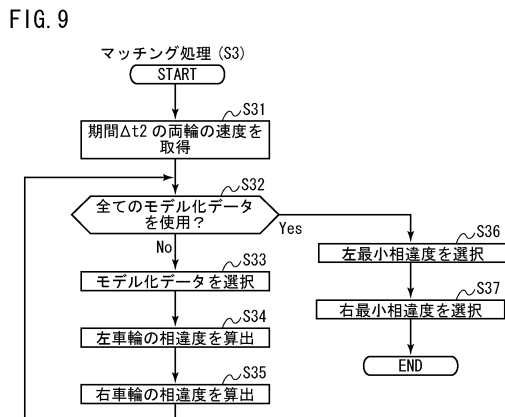 FIG. 9
マッチング処理 (S3)
START
S31
期間Δt2の両輪の速度を
取得
S32
全てのモデル化データ
を使用？
Yes
No
S33
モデル化データを選択
S34
左車輪の相違度を算出
S35
右車輪の相違度を算出
S36
左最小相違度を選択
S37
右最小相違度を選択
END